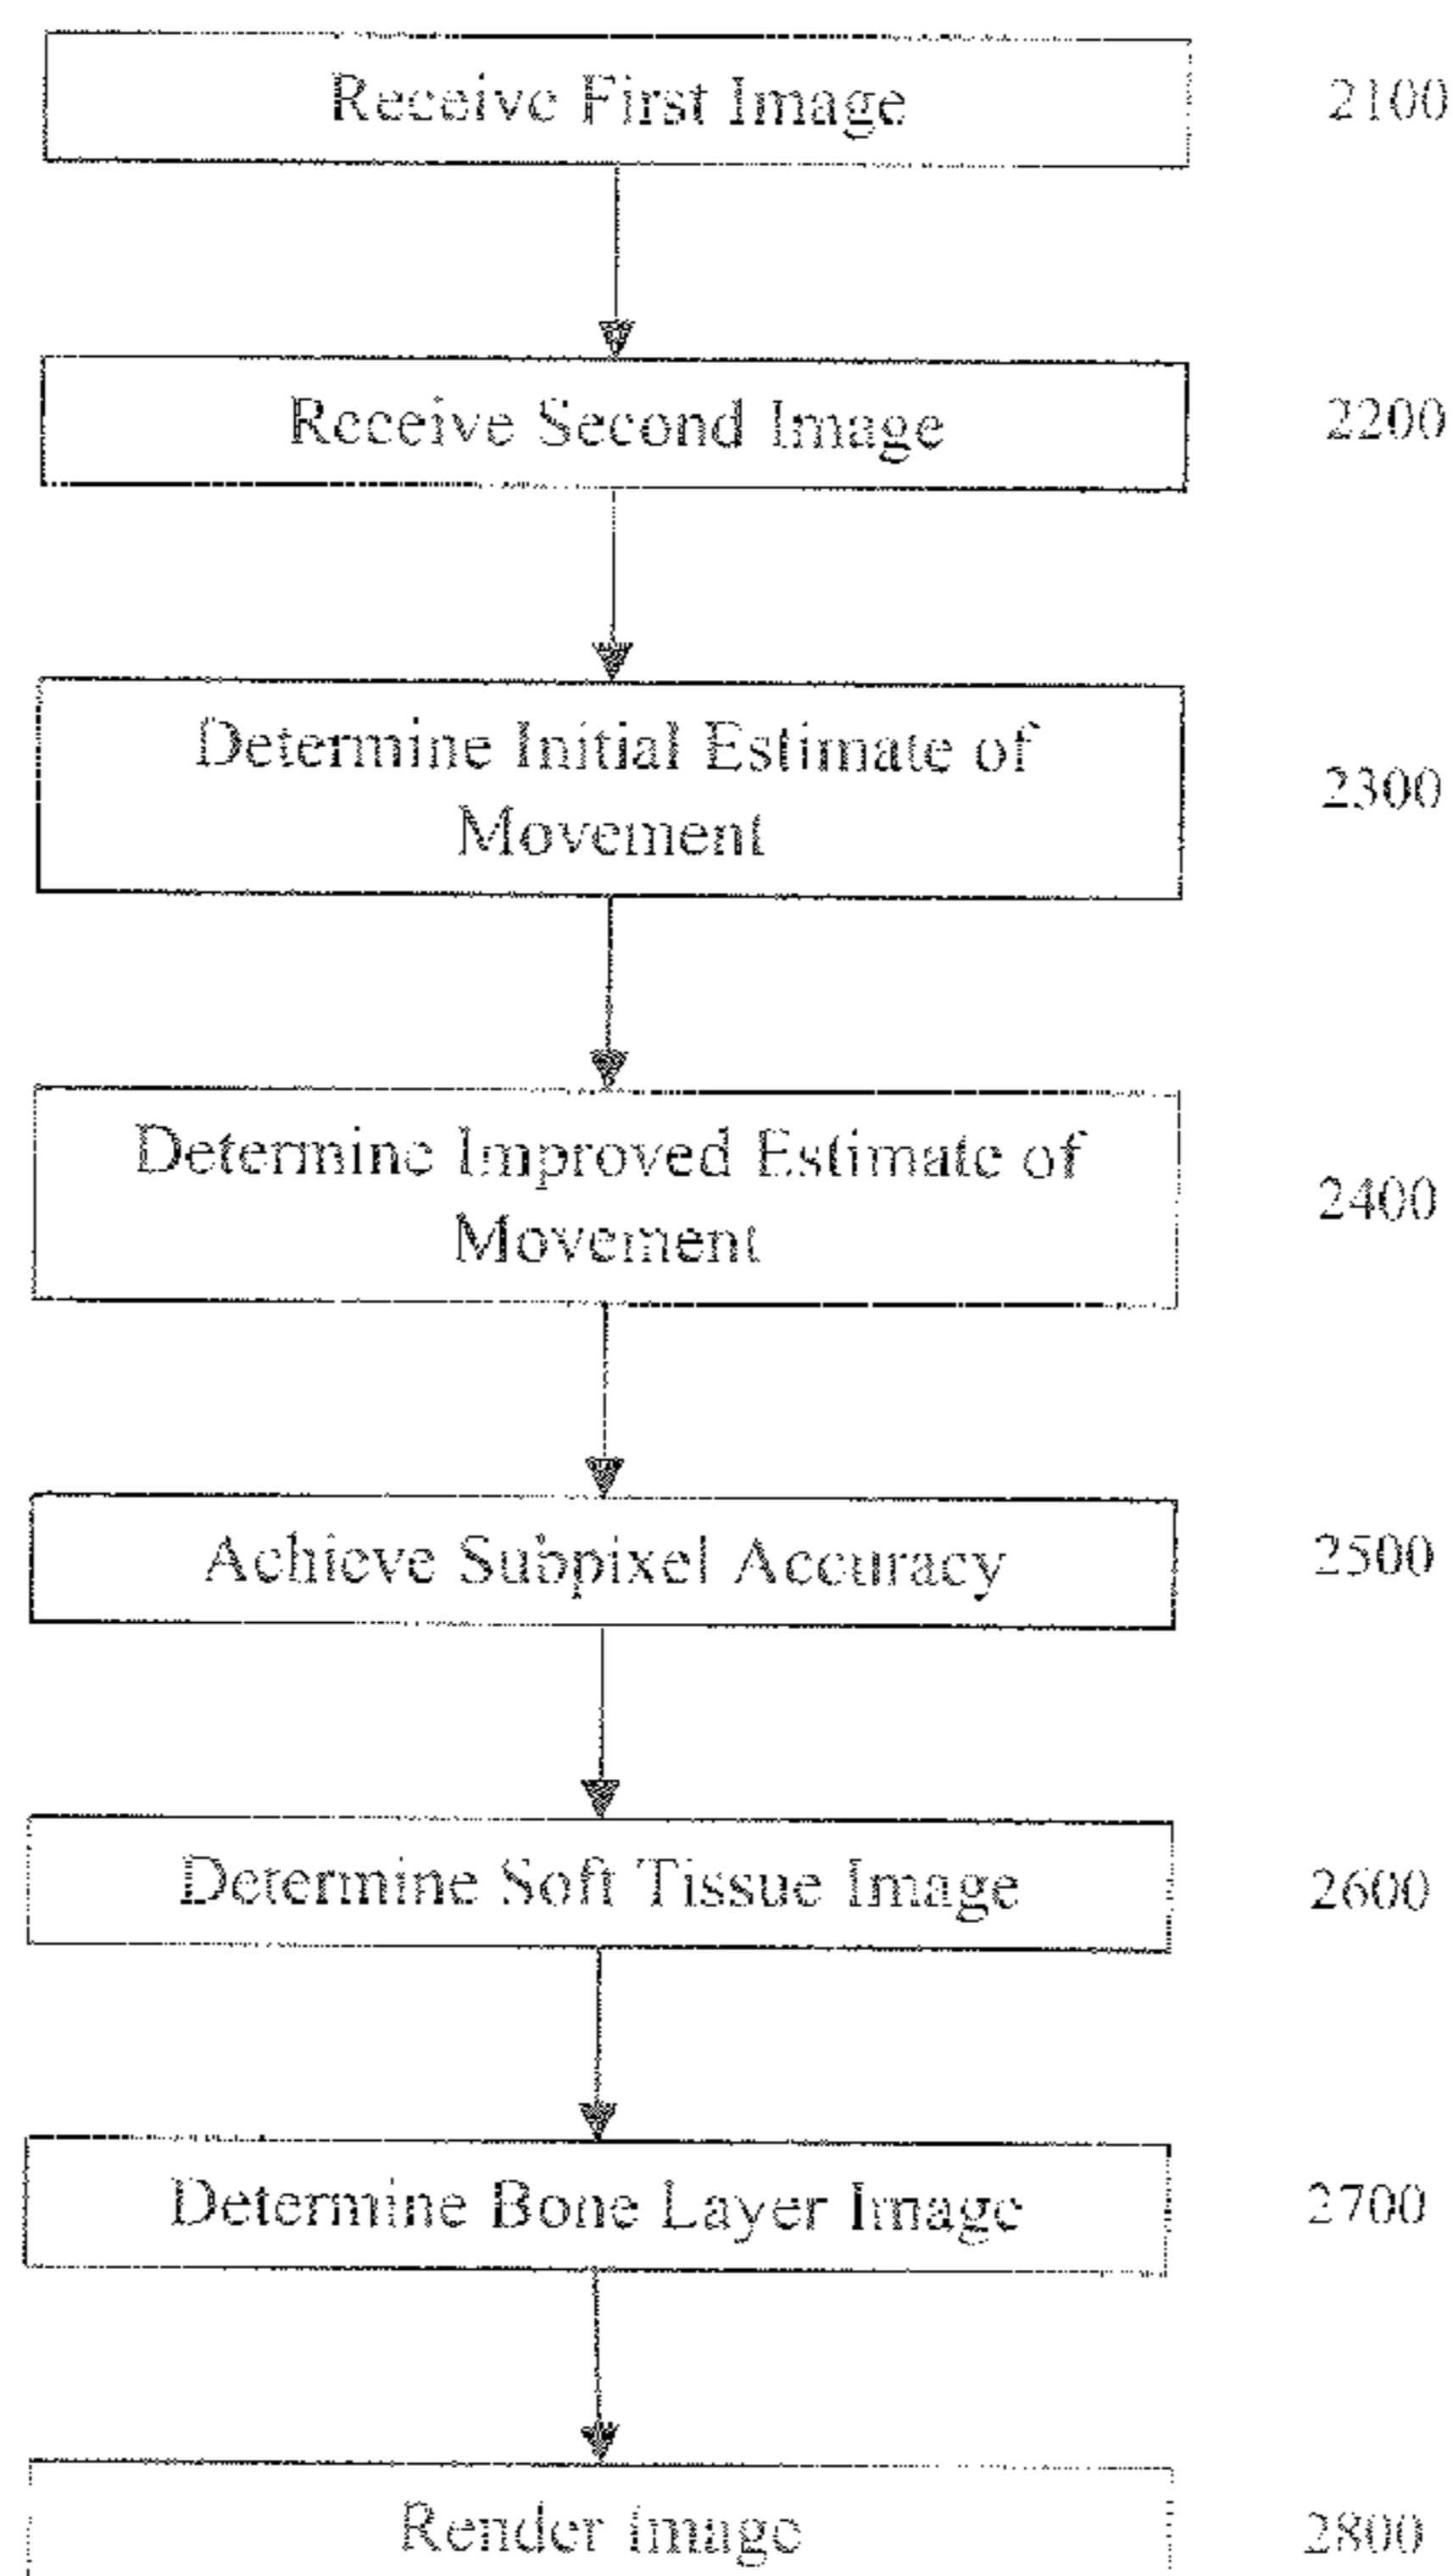 Receive First Image
2100
Receive Second Image
2200
Determine Initial Estimate of
Movement
2300
Determine Improved Estimate of
Movement
2400
Achieve Subpixel Accuracy
2500
Determine Soft Tissue Image
2600
Determine Bone Layer Image
2700
Render Image
2800